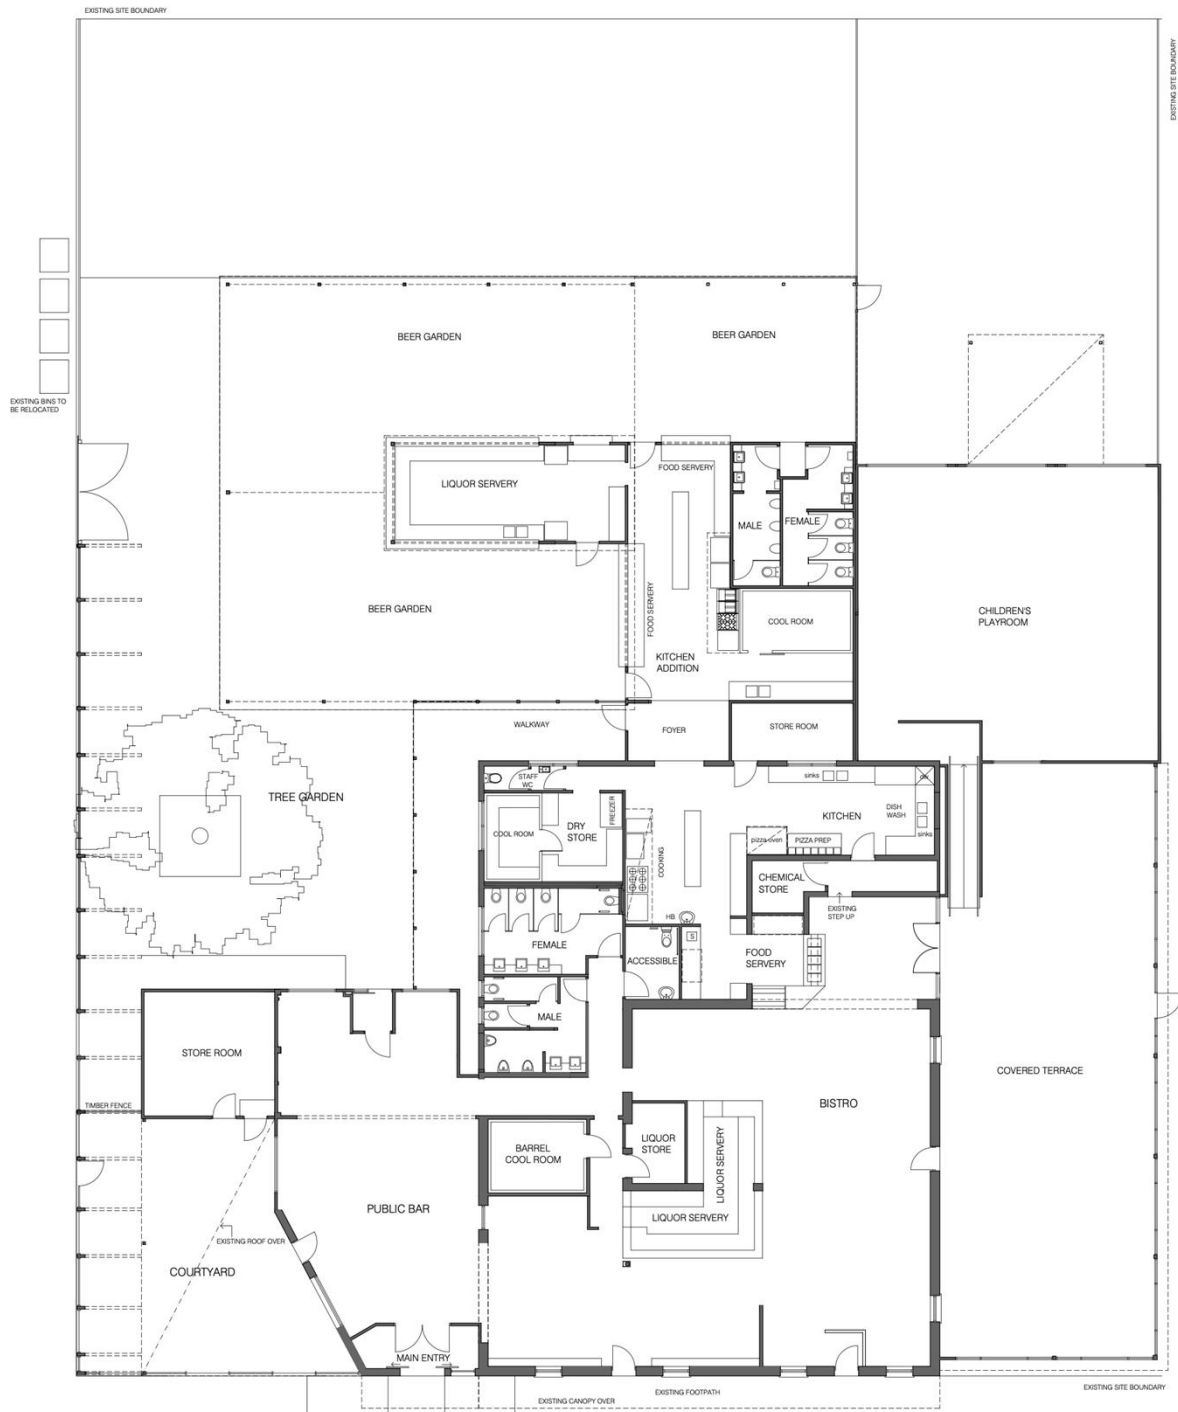 EXISTING SITE BOUNDARY
EXISTING SITE BOUNDARY
BEER GARDEN
BEER GARDEN
EXISTING BINS TO
BE RELOCATED
FOOD SERVERY
LIQUOR SERVERY
MALE
FEMALE
BEER GARDEN
FOOD SERVERY
COOL ROOM
CHILDREN'S
PLAYROOM
KITCHEN
ADDITION
WALKWAY
FOYER
STORE ROOM
STAFF
WC
sinks
TREE GARDEN
FREEZER
KITCHEN
DISH
WASH
sinks
COOL ROOM
DRY
STORE
pizza oven
PIZZA PREP
COOKING
CHEMICAL
STORE
EXISTING
STEP UP
HB
FEMALE
S
ACCESSIBLE
FOOD
SERVERY
MALE
STORE ROOM
COVERED TERRACE
TIMBER FENCE
BISTRO
BARREL
COOL ROOM
LIQUOR
STORE
LIQUOR SERVERY
LIQUOR SERVERY
PUBLIC BAR
EXISTING ROOF OVER
COURTYARD
MAIN ENTRY
EXISTING SITE BOUNDARY
EXISTING FOOTPATH
EXISTING CANOPY OVER